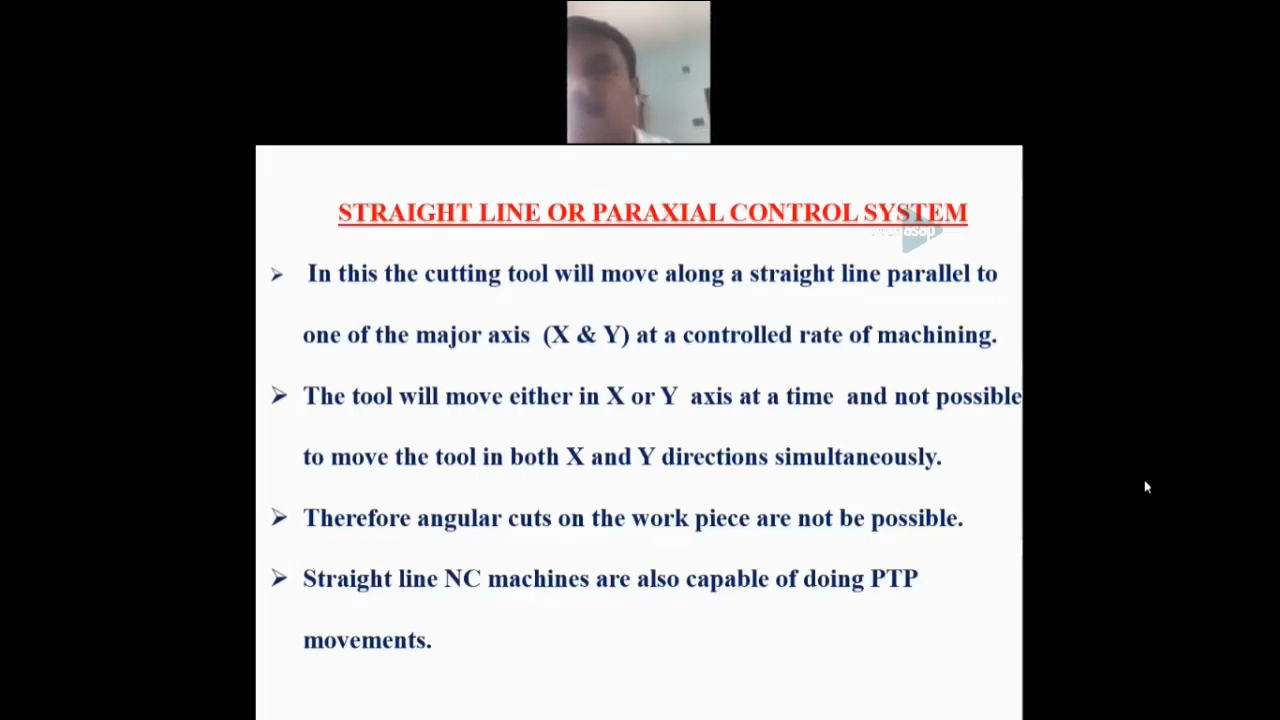 STRAIGHT LINE OR PARAXIAL CONTROL SYSTEM
➢ In this the cutting tool will move along a straight line parallel to
one of the major axis (X & Y) at a controlled rate of machining.
➢ The tool will move either in X or Y axis at a time and not possible
to move the tool in both X and Y directions simultaneously.
➢ Therefore angular cuts on the work piece are not be possible.
➢ Straight line NC machines are also capable of doing PTP
movements.